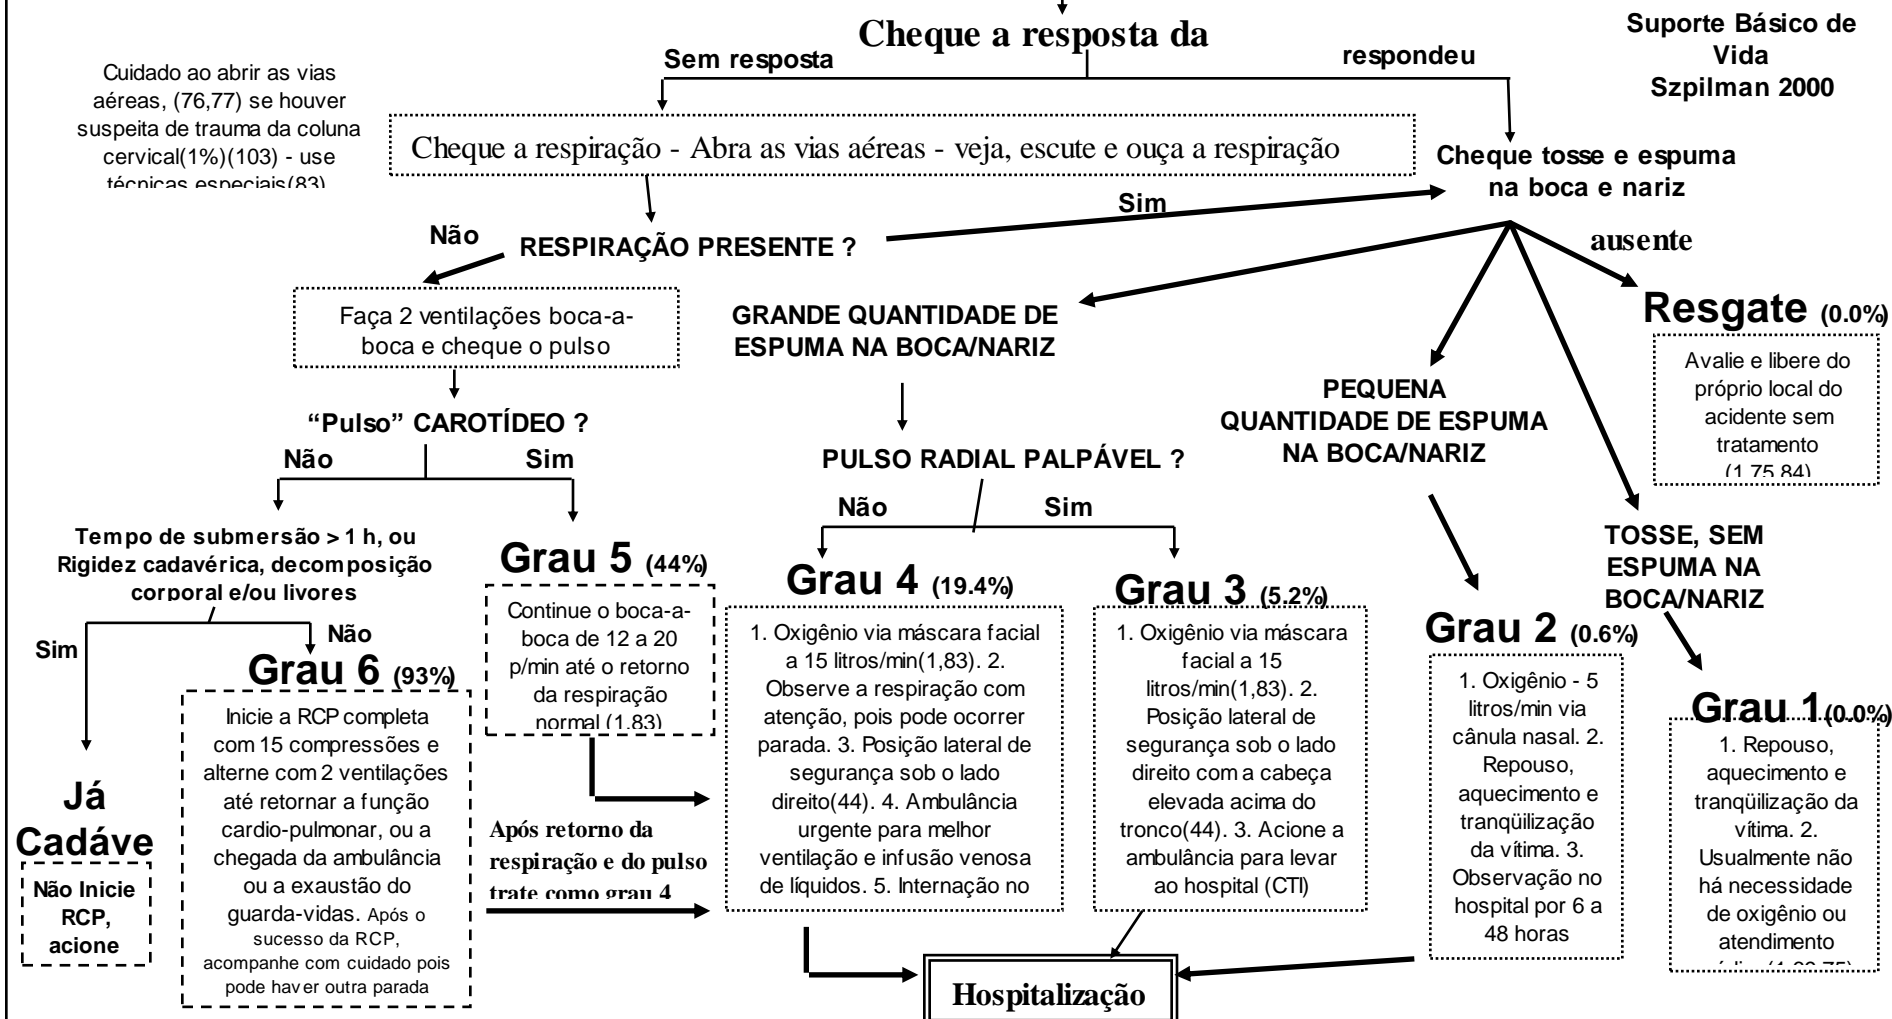 Cheque a resposta da
Suporte Básico de
Vida
Szpilman 2000
Sem resposta
respondeu
Cuidado ao abrir as vias
aéreas, (76,77) se houver
suspeita de trauma da coluna
cervical(1%)(103) - use
técnicas especiais(83)
Cheque a respiração - Abra as vias aéreas - veja, escute e ouça a respiração
Cheque tosse e espuma
na boca e nariz
Sim
Não
RESPIRAÇÃO PRESENTE ?
ausente
Faça 2 ventilações boca-a-
boca e cheque o pulso
GRANDE QUANTIDADE DE
ESPUMA NA BOCA/NARIZ
Resgate (0.0%)
Avalie e libere do
próprio local do
acidente sem
tratamento
(1,75,84)
PEQUENA
QUANTIDADE DE ESPUMA
NA BOCA/NARIZ
“Pulso” CAROTÍDEO ?
Não
Sim
PULSO RADIAL PALPÁVEL ?
Não
Sim
Tempo de submersão > 1 h, ou
Rigidez cadavérica, decomposição
corporal e/ou livores
Sim
Não
TOSSE, SEM
ESPUMA NA
BOCA/NARIZ
Grau 5 (44%)
Continue o boca-a-
boca de 12 a 20
p/min até o retorno
da respiração
normal (1,83)
Grau 4 (19.4%)
1. Oxigênio via máscara facial
a 15 litros/min(1,83). 2.
Observe a respiração com
atenção, pois pode ocorrer
parada. 3. Posição lateral de
segurança sob o lado
direito(44). 4. Ambulância
urgente para melhor
ventilação e infusão venosa
de líquidos. 5. Internação no
Grau 3 (5.2%)
1. Oxigênio via máscara
facial a 15
litros/min(1,83). 2.
Posição lateral de
segurança sob o lado
direito com a cabeça
elevada acima do
tronco(44). 3. Acione a
ambulância para levar
ao hospital (CTI)
Grau 2 (0.6%)
1. Oxigênio - 5
litros/min via
cânula nasal. 2.
Repouso,
aquecimento e
tranqüilização
da vítima. 3.
Observação no
hospital por 6 a
48 horas
Grau 1 (0.0%)
1. Repouso,
aquecimento e
tranqüilização da
vítima. 2.
Usualmente não
há necessidade
de oxigênio ou
atendimento
Grau 6 (93%)
Inicie a RCP completa
com 15 compressões e
alterne com 2 ventilações
até retornar a função
cardio-pulmonar, ou a
chegada da ambulância
ou a exaustão do
guarda-vidas. Após o
sucesso da RCP,
acompanhe com cuidado pois
pode haver outra parada
Já
Cadáve
Não Inicie
RCP,
acione
Após retorno da
respiração e do pulso
trate como grau 4
Hospitalização